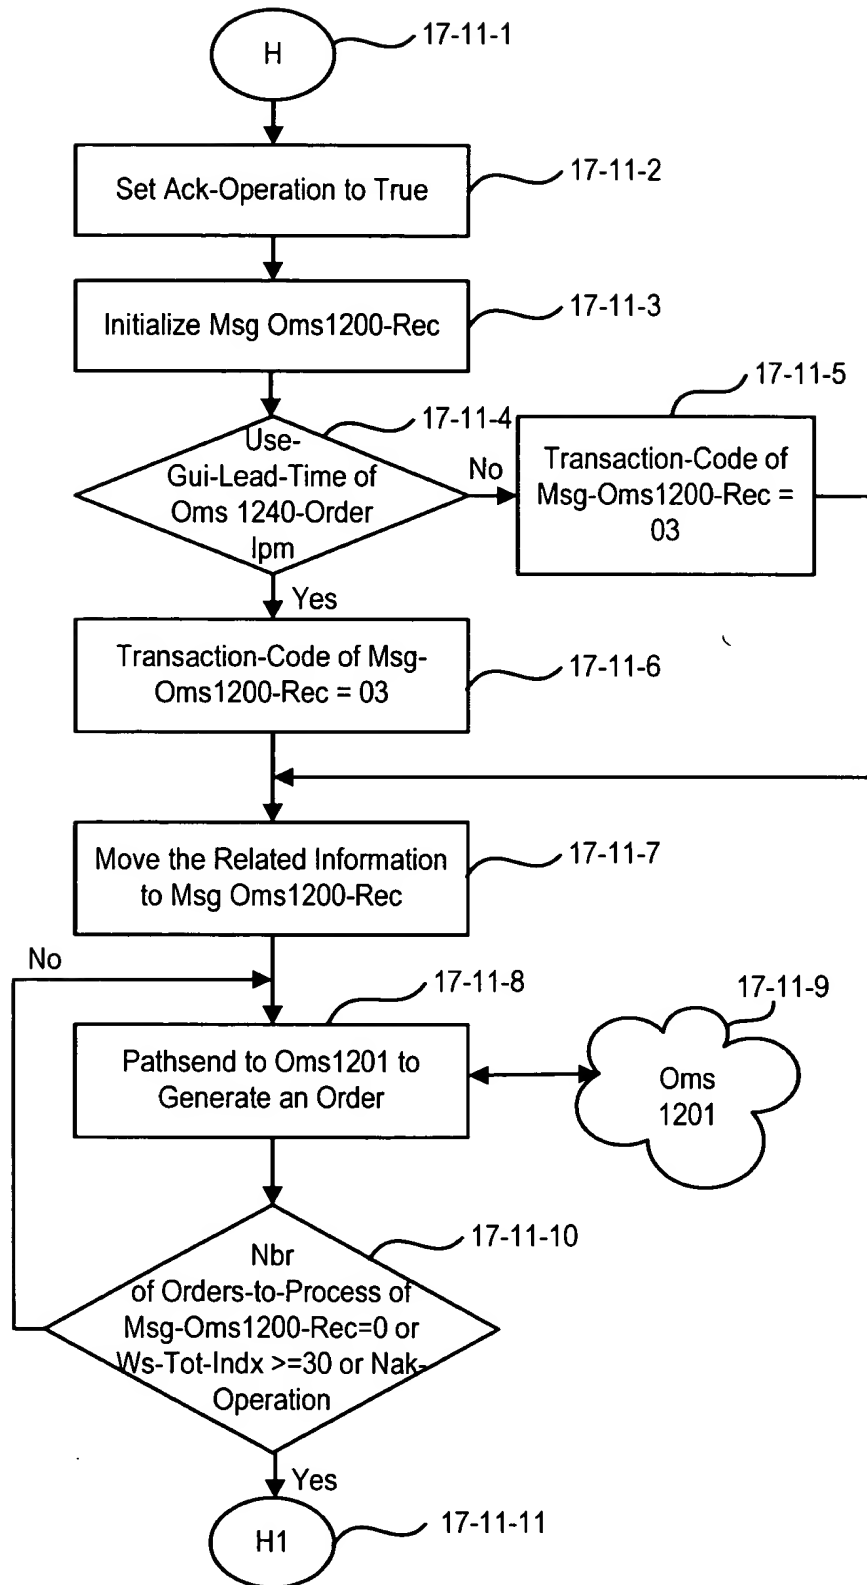 H
17-11-1
Set Ack-Operation to True
17-11-2
Initialize Msg Oms1200-Rec
17-11-3
17-11-4
Use-
Gui-Lead-Time of
Oms 1240-Order
Ipm
No
17-11-5
Transaction-Code of
Msg-Oms1200-Rec =
03
Yes
Transaction-Code of Msg-
Oms1200-Rec = 03
17-11-6
Move the Related Information
to Msg Oms1200-Rec
17-11-7
No
17-11-8
Pathsend to Oms1201 to
Generate an Order
17-11-9
Oms
1201
17-11-10
Nbr
of Orders-to-Process of
Msg-Oms1200-Rec=0 or
Ws-Tot-Indx >=30 or Nak-
Operation
Yes
H1
17-11-11